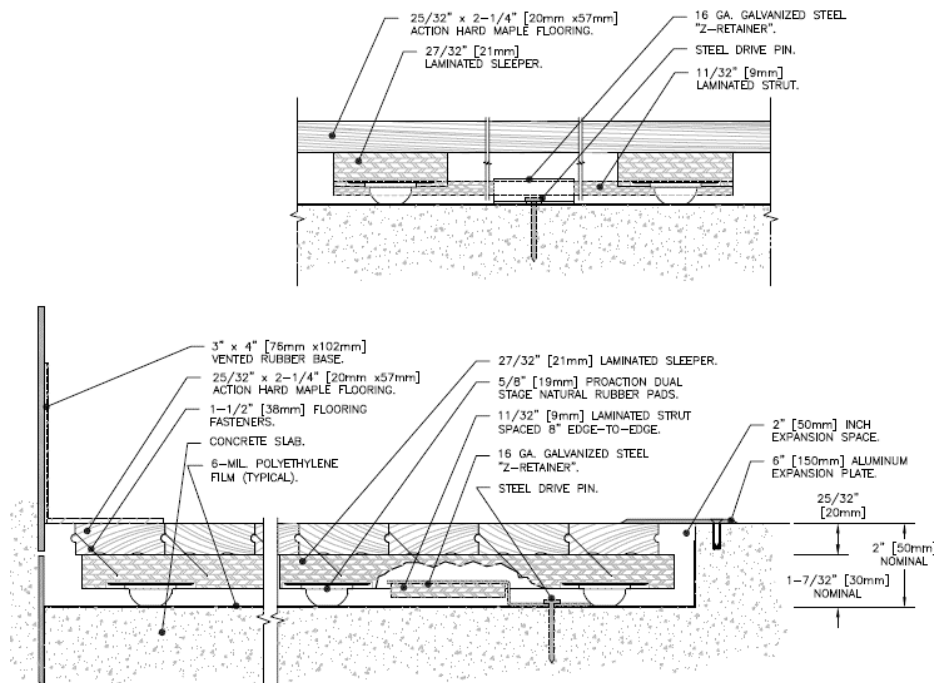 25/32" x 2-1/4" [20mm x57mm]
ACTION HARD MAPLE FLOORING.
27/32" [21mm]
LAMINATED SLEEPER.
16 GA. GALVANIZED STEEL
"Z-RETAINER".
STEEL DRIVE PIN.
11/32" [9mm]
LAMINATED STRUT.
3" x 4" [76mm x102mm]
VENTED RUBBER BASE.
25/32" x 2-1/4" [20mm x57mm]
ACTION HARD MAPLE FLOORING.
1-1/2" [38mm] FLOORING
FASTENERS.
CONCRETE SLAB.
6-MIL. POLYETHYLENE
FILM (TYPICAL).
27/32" [21mm] LAMINATED SLEEPER.
5/8" [19mm] PROACTION DUAL
STAGE NATURAL RUBBER PADS.
11/32" [9mm] LAMINATED STRUT
SPACED 8" EDGE-TO-EDGE.
16 GA. GALVANIZED STEEL
"Z-RETAINER".
STEEL DRIVE PIN.
2" [50mm] INCH
EXPANSION SPACE.
6" [150mm] ALUMINUM
EXPANSION PLATE.
25/32"
[20mm]
2" [50mm]
NOMINAL
1-7/32" [30mm]
NOMINAL